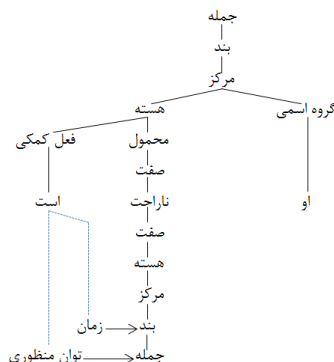 جمله
بند
مرکز
گروه اسمی هسته
محمول فعل کمکی
صفت
او ناراحت است
صفت
هسته
مرکز
بند زمان
جمله توان منظوری